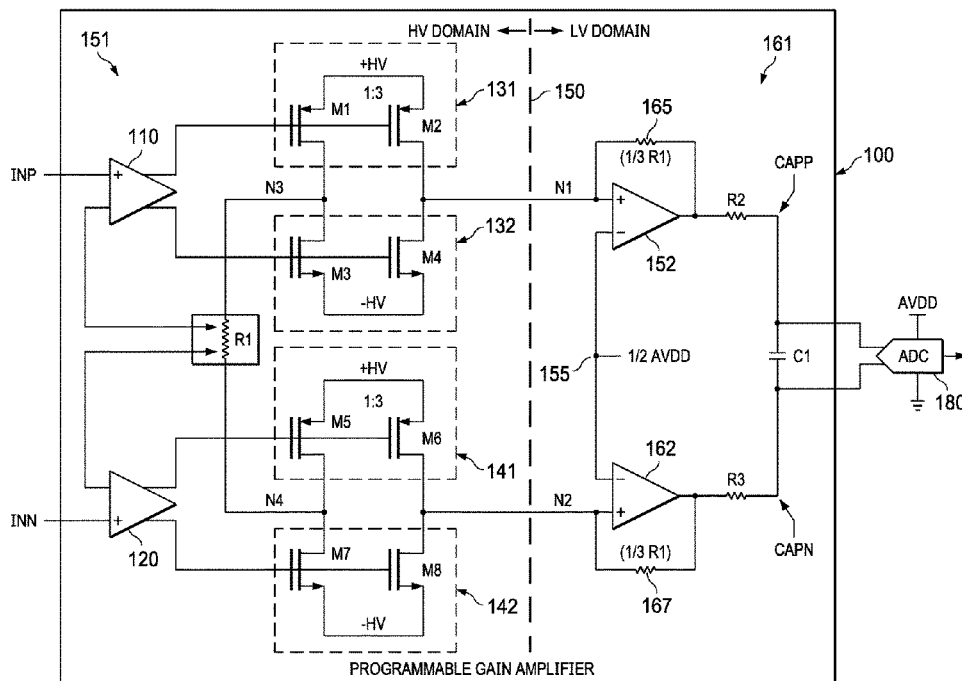 HV DOMAIN LV DOMAIN
151
161
+HV
131
150
165
1:3
M1
M2
(1/3 R1)
CAPP
100
110
INP
+
N3
N1
+
R2
132
−
152
M3
M4
AVDD
-HV
R1
C1
ADC
155
1/2 AVDD
180
+HV
1:3
M5
M6
162
141
−
R3
N4
N2
+
INN
+
120
M7
M8
(1/3 R1)
CAPN
142
167
-HV
PROGRAMMABLE GAIN AMPLIFIER